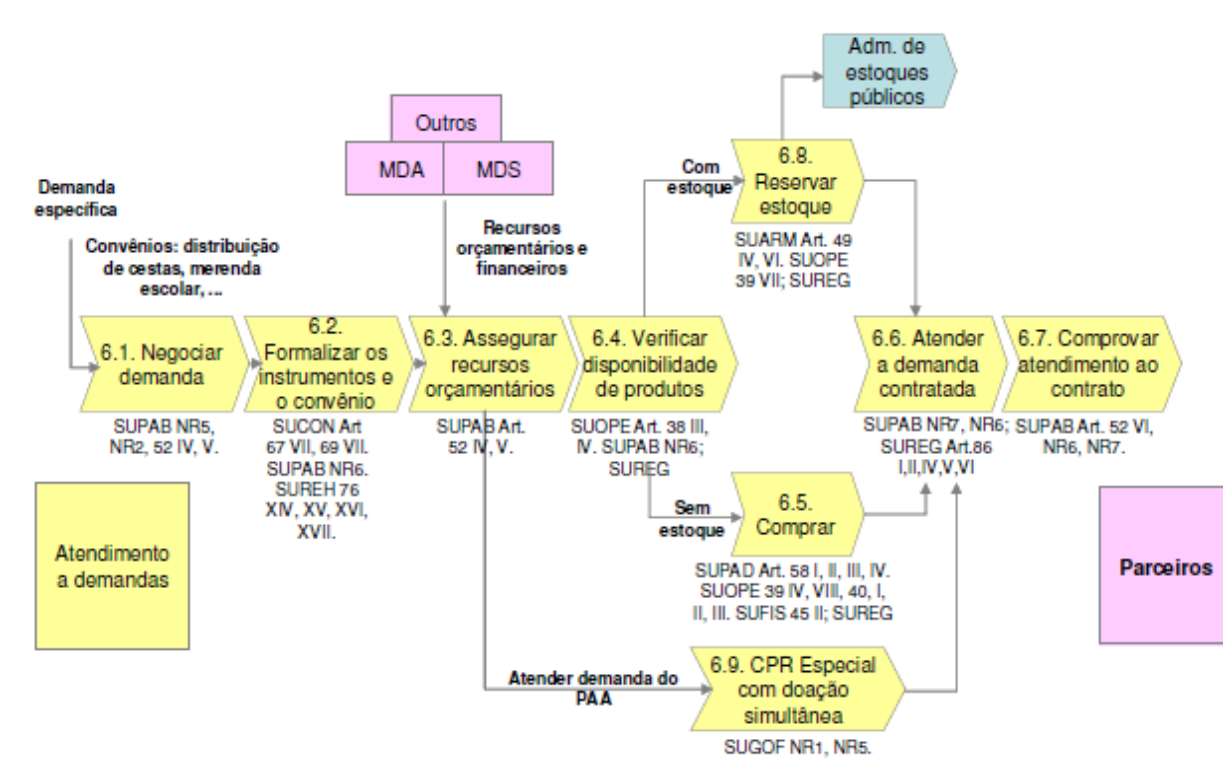 Adm. de
estoques
públicos
Outros
MDA
MDS
6.8.
Reservar
estoque
Com
estoque
Demanda
específica
Recursos
orçamentários e
financeiros
Convênios: distribuição
de cestas, merenda
escolar, ...
SUARM Art. 49
IV, VI. SUOPE
39 VII; SUREG
6.1. Negociar
demanda
6.2.
Formalizar os
instrumentos e
o convênio
6.3. Assegurar
recursos
orçamentários
6.4. Verificar
disponibilidade
de produtos
6.6. Atender
a demanda
contratada
6.7. Comprovar
atendimento ao
contrato
SUPAB NR5,
NR2, 52 IV, V.
SUCON Art
67 VII, 69 VII.
SUPAB NR6.
SUREH 76
XIV, XV, XVI,
XVII.
SUPAB Art.
52 IV, V.
SUOPE Art. 38 III,
IV. SUPAB NR6;
SUREG
SUPAB NR7, NR6;
SUREG Art.86
I,II,IV,V,VI
SUPAB Art. 52 VI,
NR6, NR7.
Sem
estoque
6.5.
Comprar
Atendimento
a demandas
Parceiros
SUPAD Art. 58 I, II, III, IV.
SUOPE 39 IV, VIII, 40, I,
II, III. SUFIS 45 II; SUREG
Atender demanda do
PAA
6.9. CPR Especial
com doação
simultânea
SUGOF NR1, NR5.